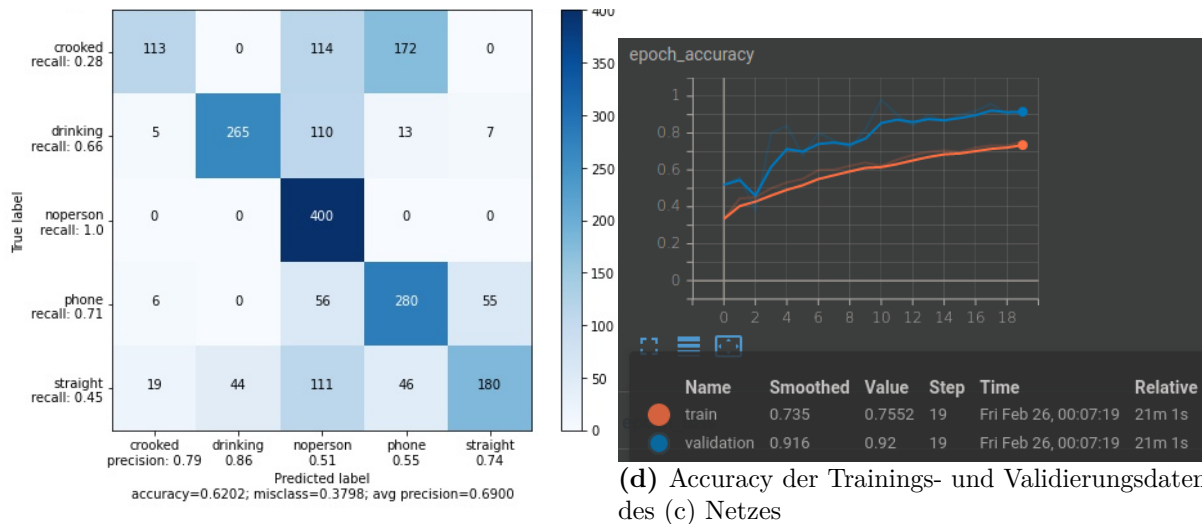 400
crooked
recall: 0.28
113 0 114 172 0
350
drinking
recall: 0.66
5 265 110 13 7
300
250
True label
noperson
recall: 1.0
0 0 400 0 0
200
150
phone
recall: 0.71
6 0 56 280 55
100
straight
recall: 0.45
19 44 111 46 180
50
0
crooked drinking noperson phone straight
precision: 0.79 0.86 0.51 0.55 0.74
Predicted label
accuracy=0.6202; misclass=0.3798; avg precision=0.6900
epoch_accuracy
1
0.8
0.6
0.4
0.2
0
0 2 4 6 8 10 12 14 16 18
Name Smoothed Value Step Time Relative
train 0.735 0.7552 19 Fri Feb 26, 00:07:19 21m 1s
validation 0.916 0.92 19 Fri Feb 26, 00:07:19 21m 1s
(d) Accuracy der Trainings- und Validierungsdaten
des (c) Netzes